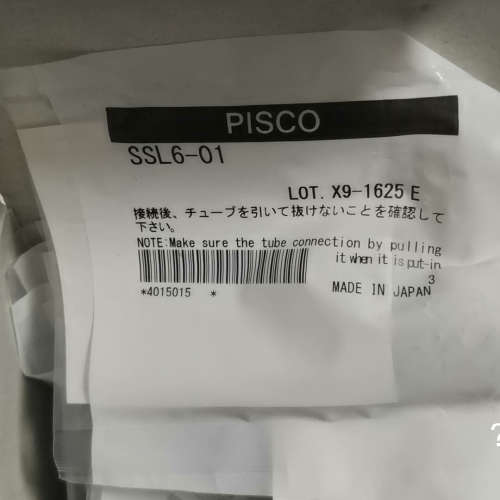 PISCO
SSL6-01
LOT. X9-1625 E
接続後、チューブを引いて抜けないことを確認して
下さい。
NOTE:Make sure the tube connection by pulling
it when it is put-in
3
*4015015 *
MADE IN JAPAN
?